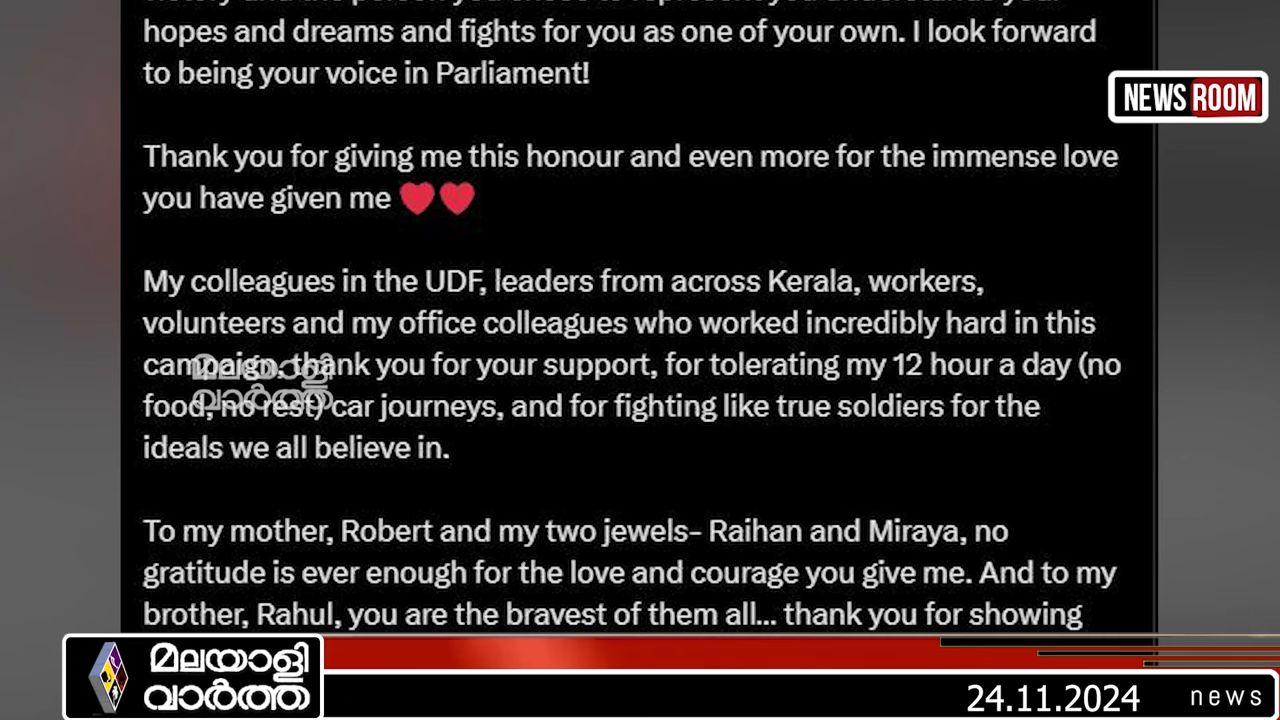 hopes and dreams and fights for you as one of your own. I look forward
to being your voice in Parliament!
NEWS ROOM
Thank you for giving me this honour and even more for the immense love
you have given me ❤️❤️
My colleagues in the UDF, leaders from across Kerala, workers,
volunteers and my office colleagues who worked incredibly hard in this
campaign, thank you for your support, for tolerating my 12 hour a day (no
food, no rest) car journeys, and for fighting like true soldiers for the
ideals we all believe in.
മലയാളി
വാർത്ത
To my mother, Robert and my two jewels- Raihan and Miraya, no
gratitude is ever enough for the love and courage you give me. And to my
brother, Rahul, you are the bravest of them all... thank you for showing
മലയാളി
വാർത്ത
24.11.2024
news